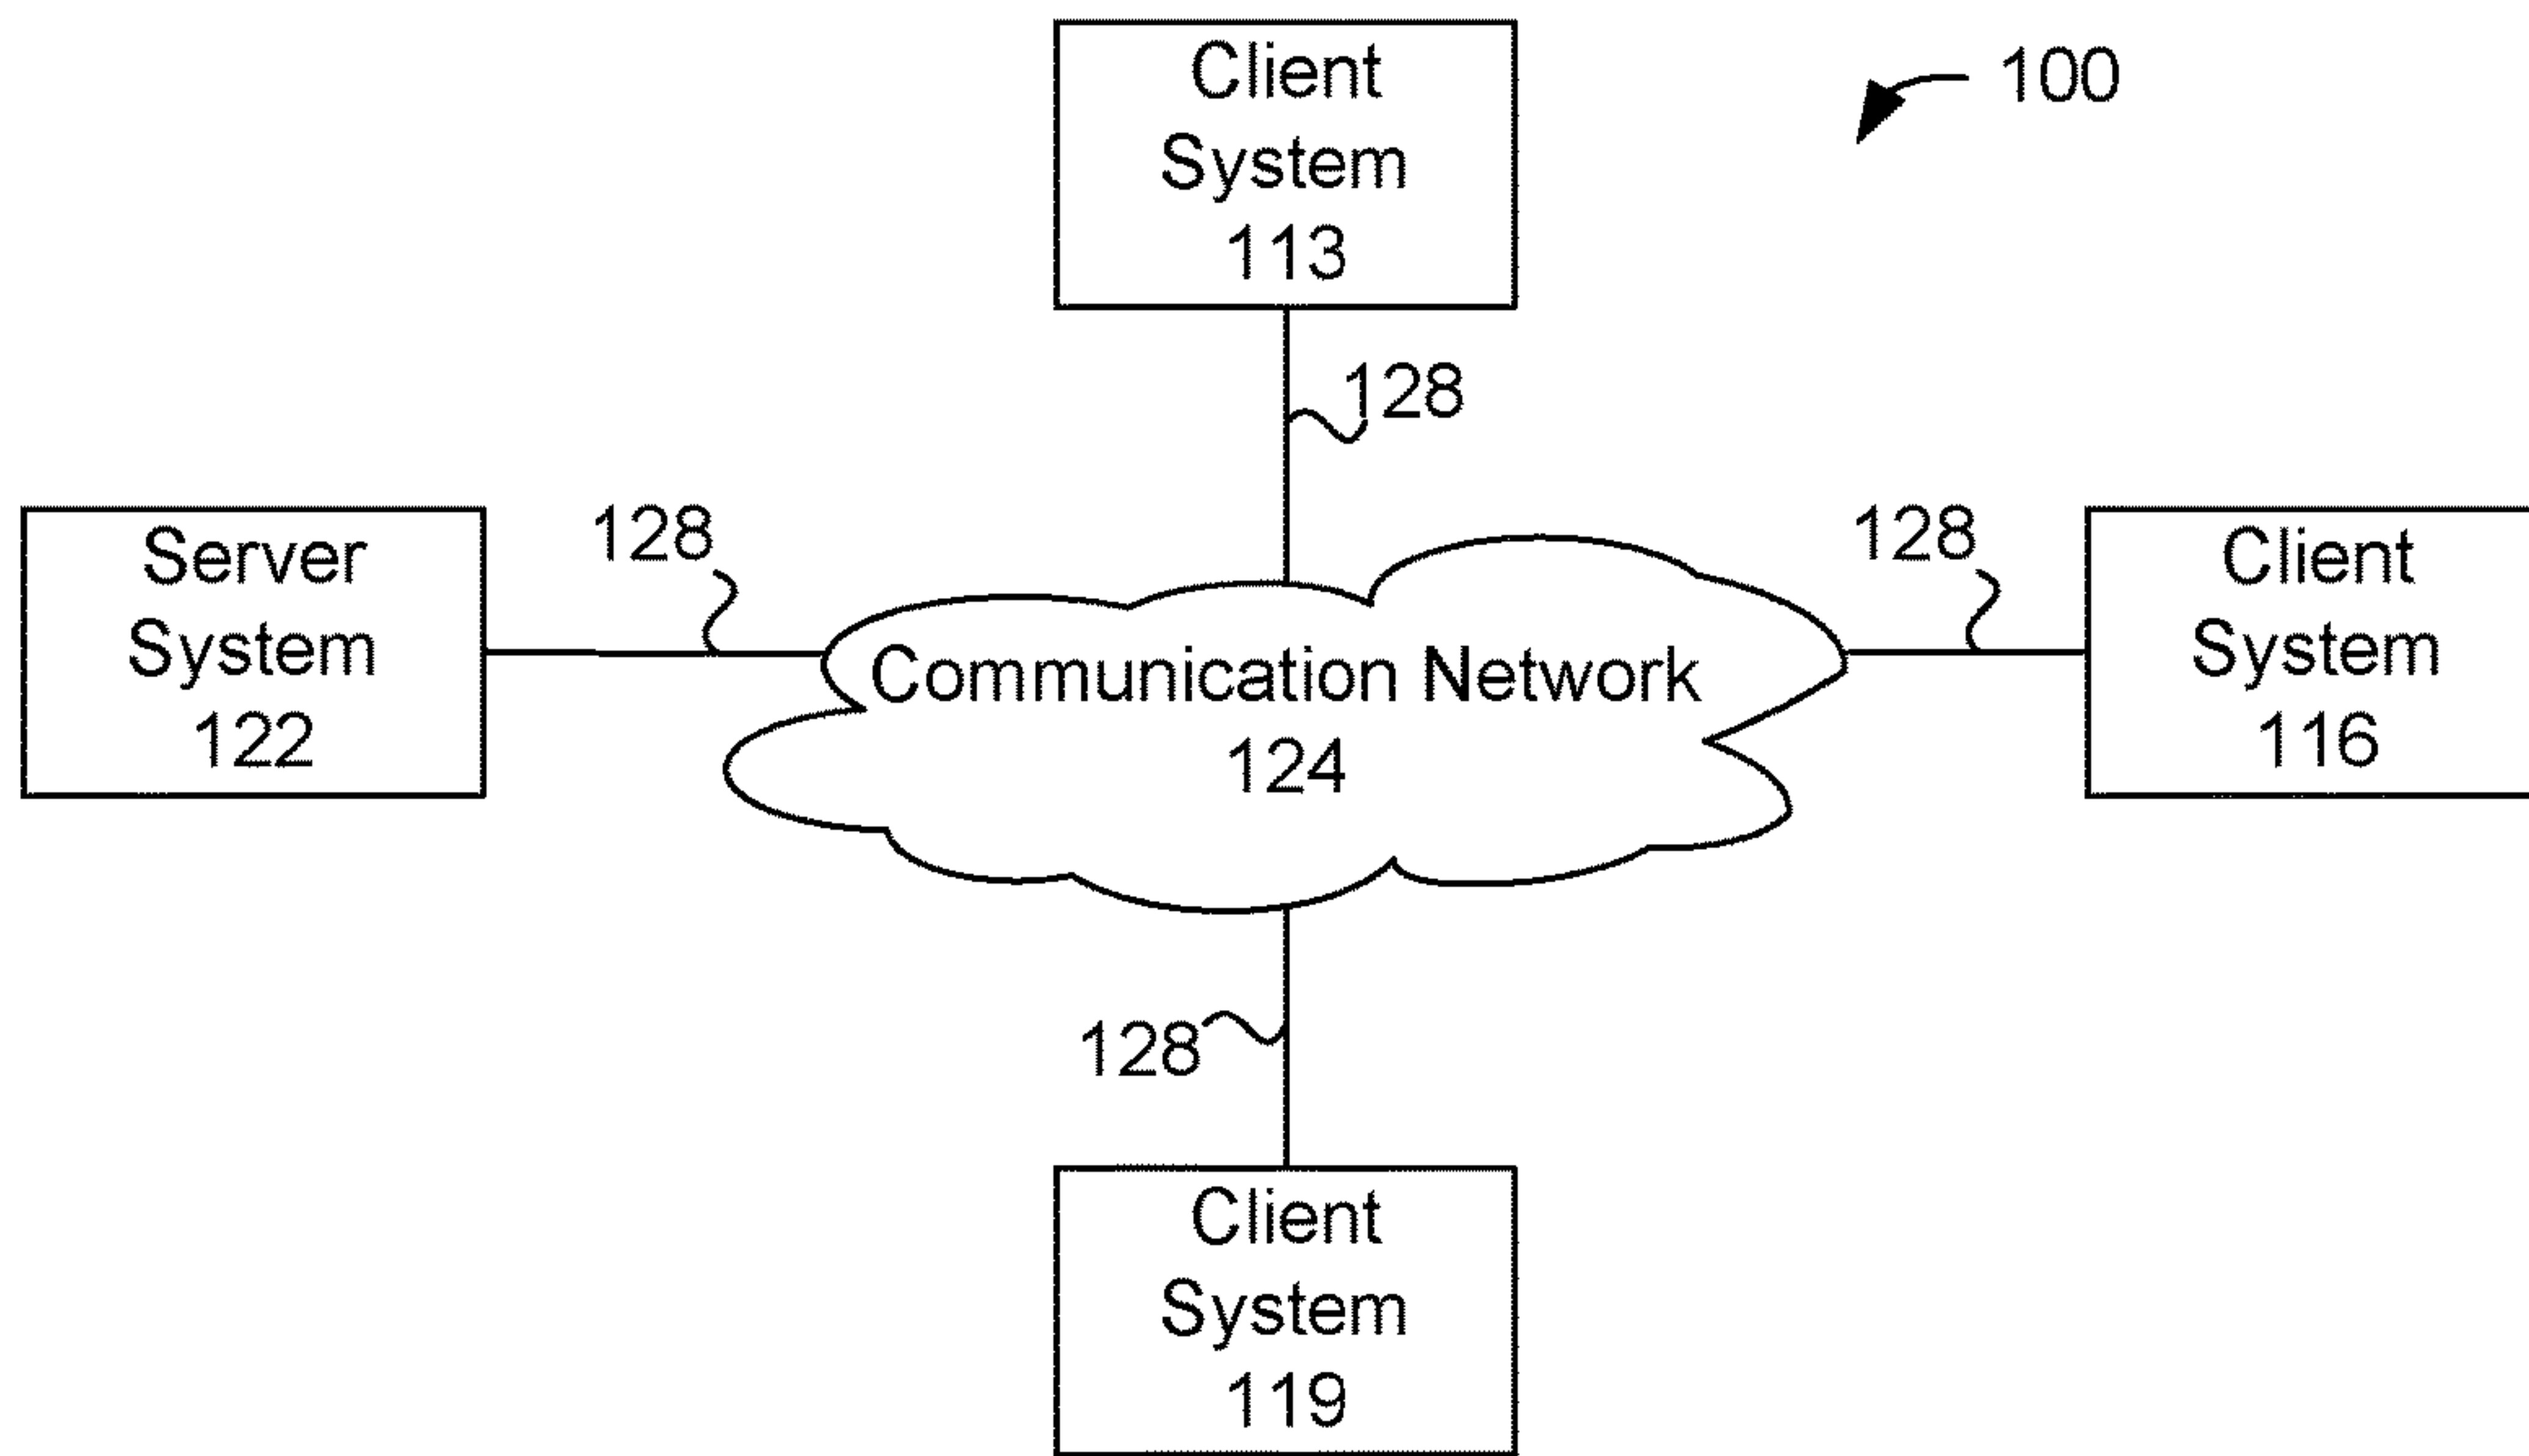 Client
System
113
100
128
Server
System
122
128
128
Client
System
116
Communication Network
124
128
Client
System
119